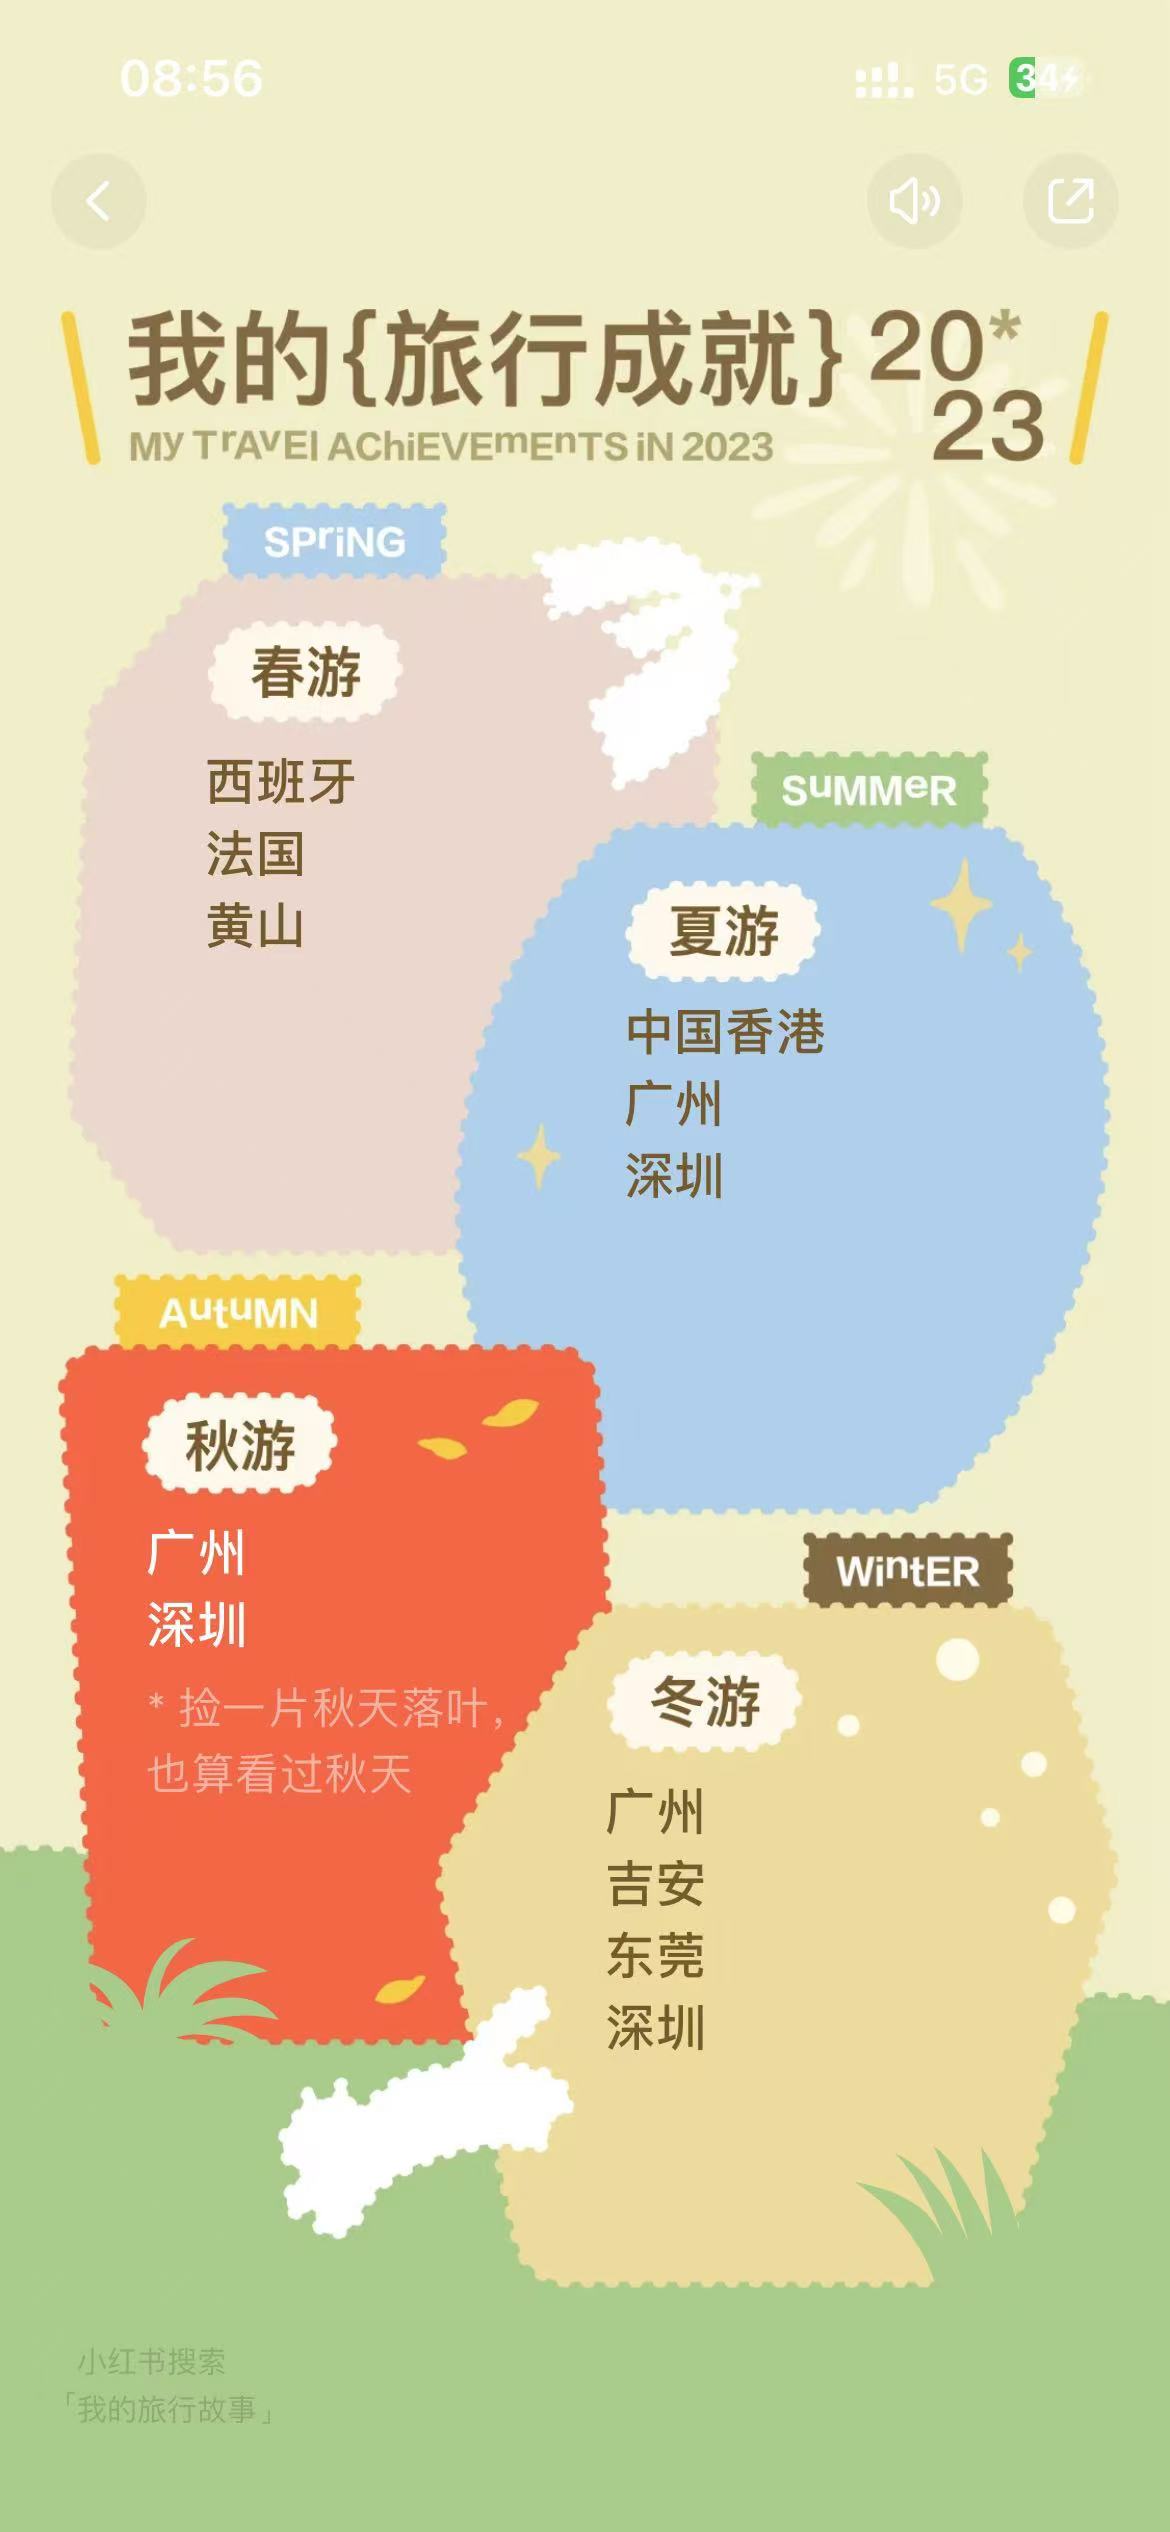 08:56
5G
34
我的{旅行成就}
20*
23
My TrAvEl AChiEVEmEnTS iN 2023
SPriNG
春游
西班牙
法国
黄山
SuMMeR
夏游
中国香港
广州
深圳
AutuMN
秋游
广州
深圳
* 捡一片秋天落叶，
也算看过秋天
WintER
冬游
广州
吉安
东莞
深圳
小红书搜索
「我的旅行故事」